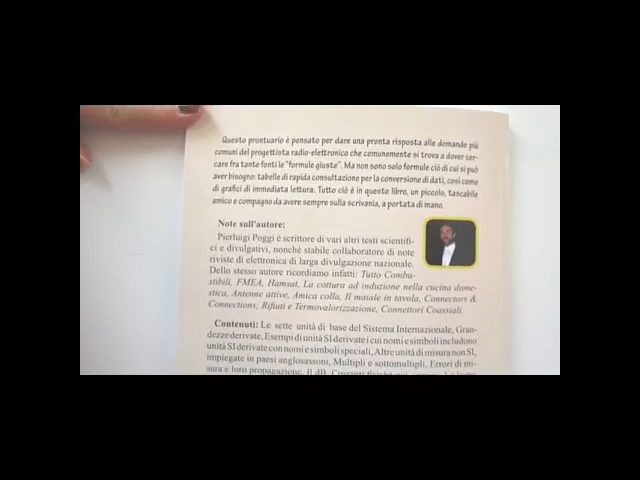 Questo prontuario è pensato per dare una pronta risposta alle domande più
comuni del progettista radio-elettronico che comunemente si trova a dover cer-
care fra tante fonti le "formule giuste". Ma non sono solo formule ciò di cui si può
aver bisogno: tabelle di rapida consultazione per la conversione di dati, così come
di grafici di immediata lettura. Tutto ciò è in questo libro, un piccolo, tascabile
amico e compagno da avere sempre sulla scrivania, a portata di mano.
Note sull'autore:
Pierluigi Poggi è scrittore di vari altri testi scientifi-
ci e divulgativi, nonché stabile collaboratore di note
riviste di elettronica di larga divulgazione nazionale.
Dello stesso autore ricordiamo infatti: Tutto Combu-
stibili, FMEA, Hamsat, La cottura ad induzione nella cucina dome-
stica, Antenne attive, Amica colla, Il maiale in tavola, Connectors &
Connections; Rifiuti e Termovalorizzazione, Connettori Coassiali.
Contenuti: Le sette unità di base del Sistema Internazionale, Gran-
dezze derivate, Esempi di unità SI derivate i cui nomi e simboli includono
unità SI derivate con nomi e simboli speciali, Altre unità di misura non SI,
impiegate in paesi anglosassoni, Multipli e sottomultipli, Errori di mi-
sura e loro propagazione, Il dB, Costanti fisiche